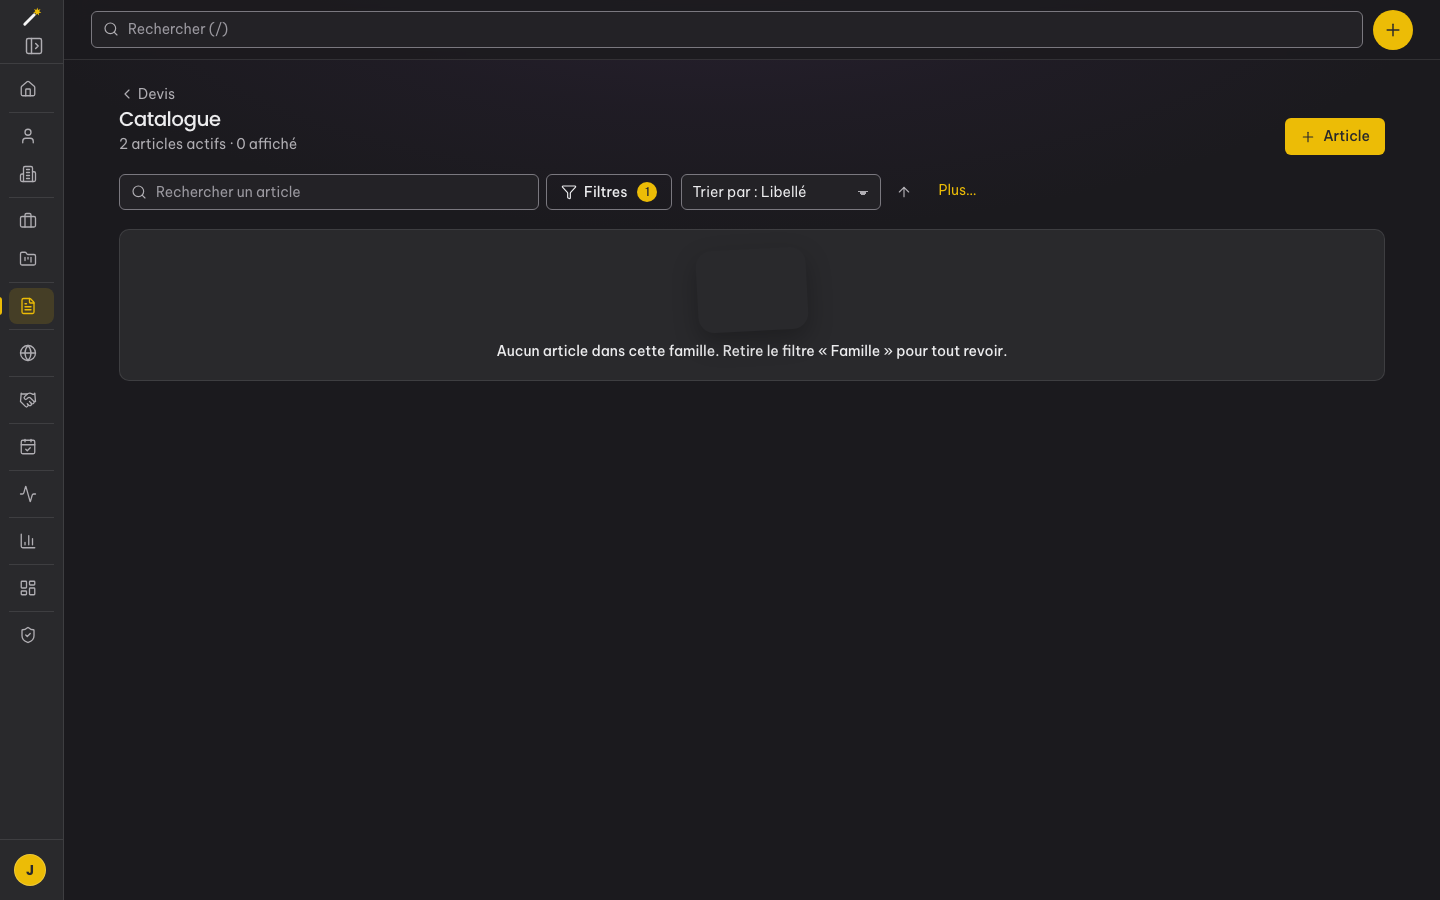 Rechercher (/)
Devis
Catalogue
2 articles actifs · 0 affiché
Article
Rechercher un article
Filtres 1
Trier par : Libellé
Plus...
Aucun article dans cette famille. Retire le filtre « Famille » pour tout revoir.
J